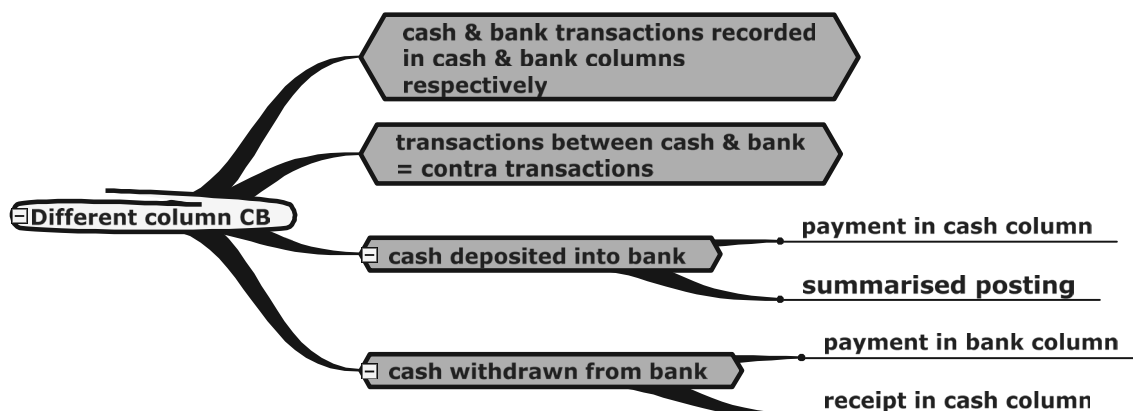 cash & bank transactions recorded
in cash & bank columns
respectively
transactions between cash & bank
= contra transactions
Different column CB
cash deposited into bank
payment in cash column
summarised posting
cash withdrawn from bank
payment in bank column
receipt in cash column